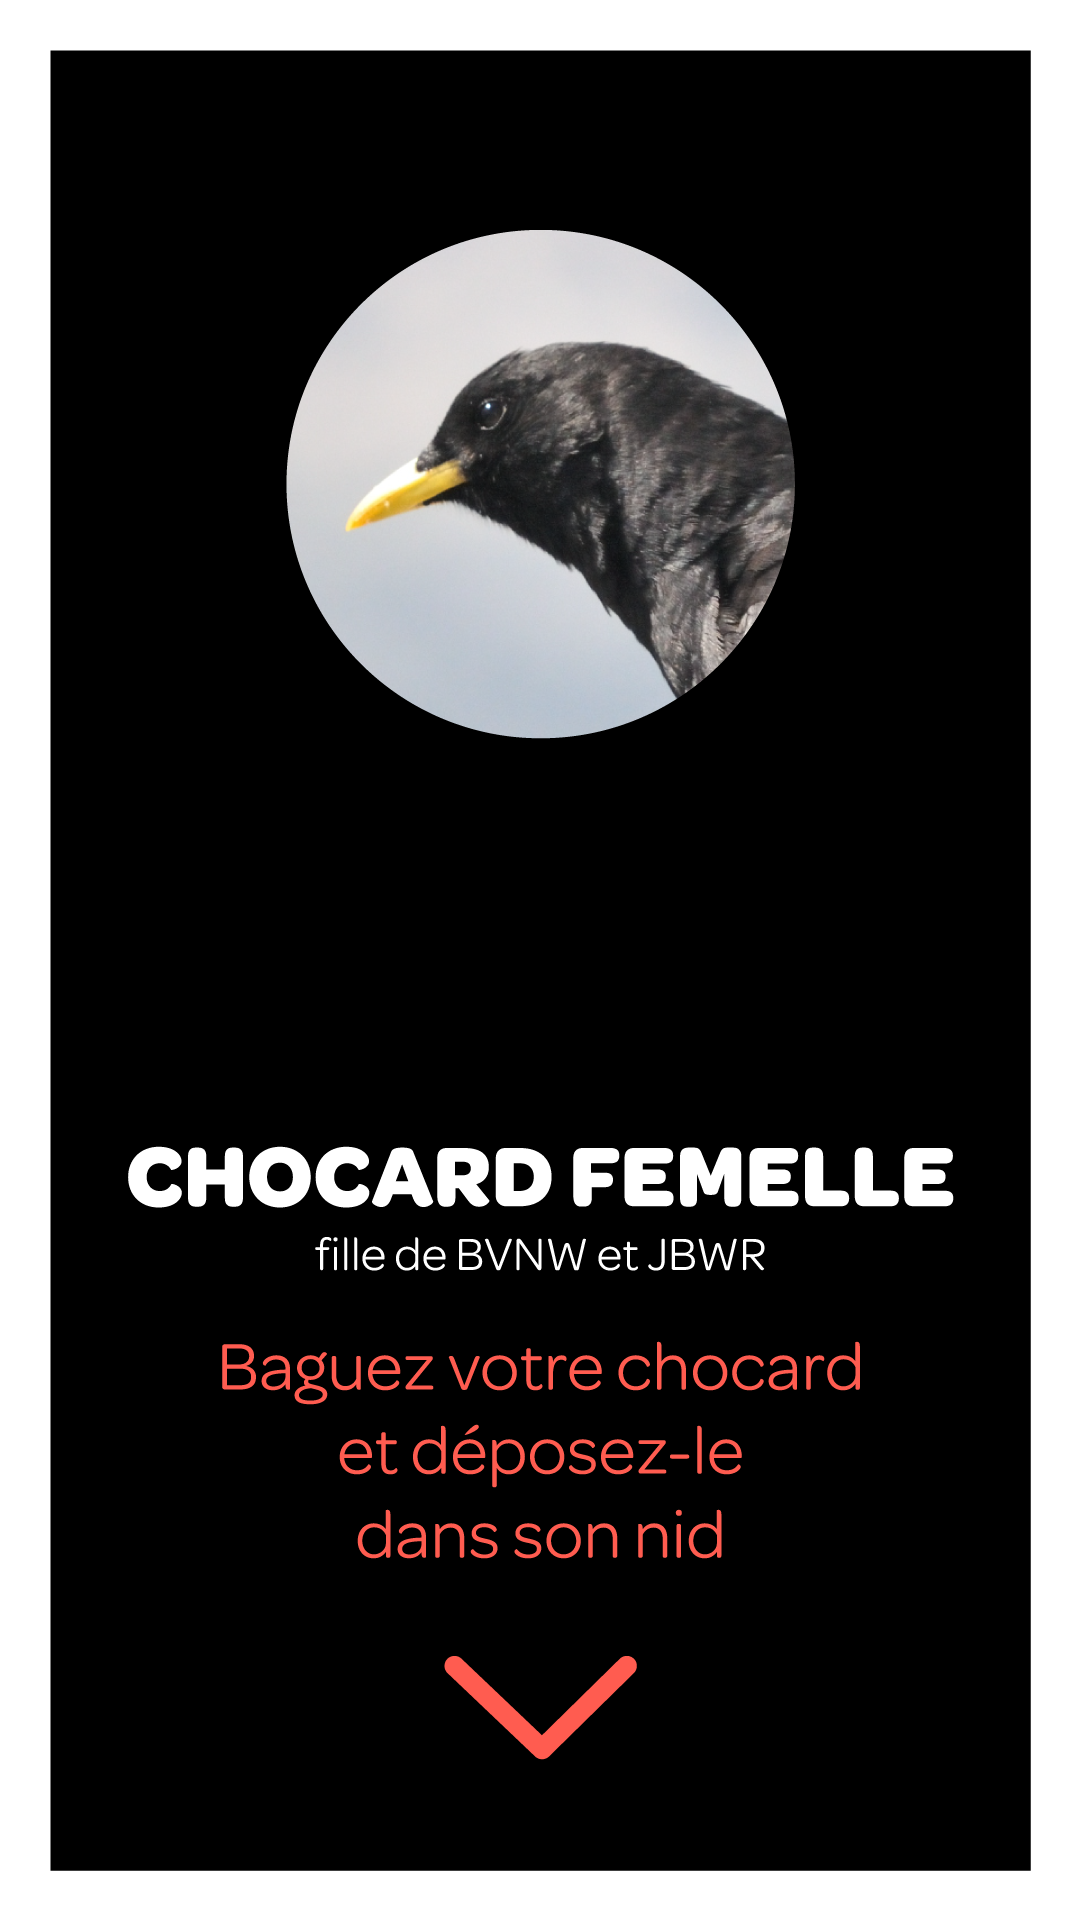 CHOCARD FEMELLE
fille de BVNW et JBWR
Baguez votre chocard
et déposez-le
dans son nid